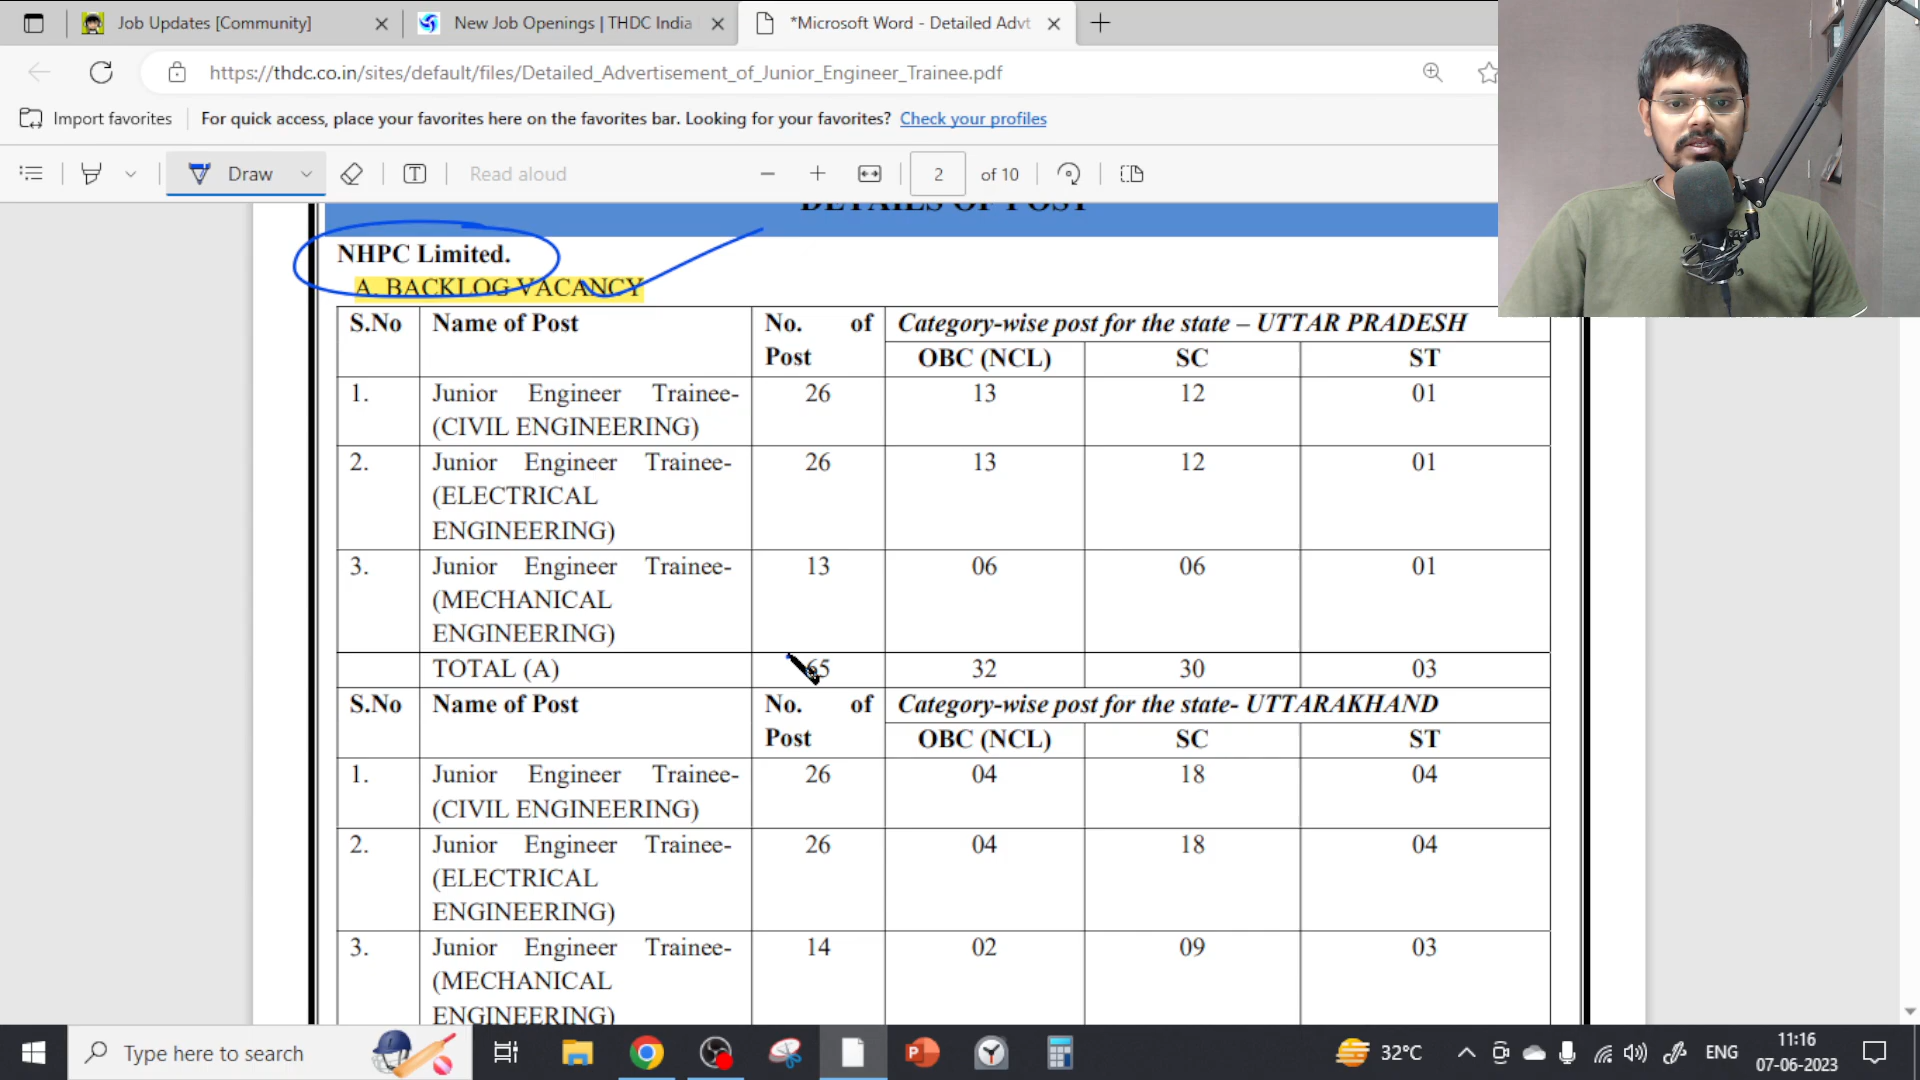 Job Updates [Community]
New Job Openings | THDC India
*Microsoft Word - Detailed Advt
https://thdc.co.in/sites/default/files/Detailed_Advertisement_of_Junior_Engineer_Trainee.pdf
Import favorites
For quick access, place your favorites here on the favorites bar. Looking for your favorites? Check your profiles
Draw
Read aloud
2 of 10
DETAILS OF POST
NHPC Limited.
A. BACKLOG VACANCY
S.No Name of Post No. of Post Category-wise post for the state – UTTAR PRADESH
OBC (NCL) SC ST
1. Junior Engineer Trainee- 26 13 12 01
(CIVIL ENGINEERING)
2. Junior Engineer Trainee- 26 13 12 01
(ELECTRICAL
ENGINEERING)
3. Junior Engineer Trainee- 13 06 06 01
(MECHANICAL
ENGINEERING)
TOTAL (A) 65 32 30 03
S.No Name of Post No. of Post Category-wise post for the state- UTTARAKHAND
OBC (NCL) SC ST
1. Junior Engineer Trainee- 26 04 18 04
(CIVIL ENGINEERING)
2. Junior Engineer Trainee- 26 04 18 04
(ELECTRICAL
ENGINEERING)
3. Junior Engineer Trainee- 14 02 09 03
(MECHANICAL
ENGINEERING)
Type here to search
32°C
ENG
11:16
07-06-2023